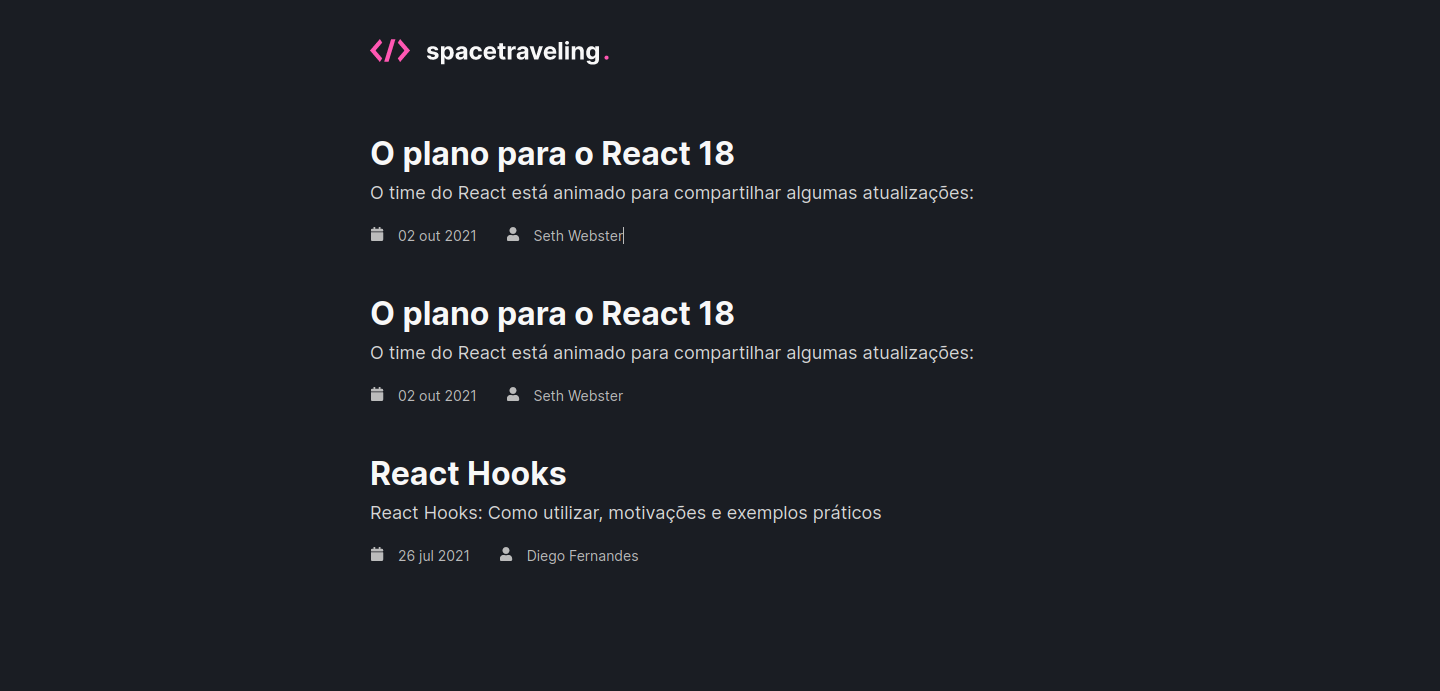 </> spacetraveling.
O plano para o React 18
O time do React está animado para compartilhar algumas atualizações:
02 out 2021 Seth Webster
O plano para o React 18
O time do React está animado para compartilhar algumas atualizações:
02 out 2021 Seth Webster
React Hooks
React Hooks: Como utilizar, motivações e exemplos práticos
26 jul 2021 Diego Fernandes